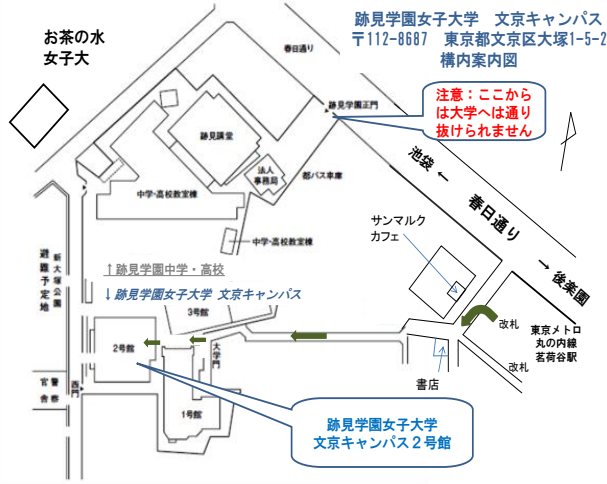 跡見学園女子大学　文京キャンパス
〒112-8687　東京都文京区大塚1-5-2
構内案内図
お茶の水
女子大
春日通り
跡見学園正門
注意：ここから
は大学へは通り
抜けられません
跡見講堂
法人
事務局
都バス車庫
池袋 ←
春日通り
→ 後楽園
中学・高校教室棟
中学・高校教室棟
サンマルク
カフェ
新大塚公園
避難予定地
↑跡見学園中学・高校
↓ 跡見学園女子大学 文京キャンパス
3号館
2号館
大学門
改札
東京メトロ
丸の内線
茗荷谷駅
改札
書店
警察
官舎
西門
1号館
跡見学園女子大学
文京キャンパス２号館